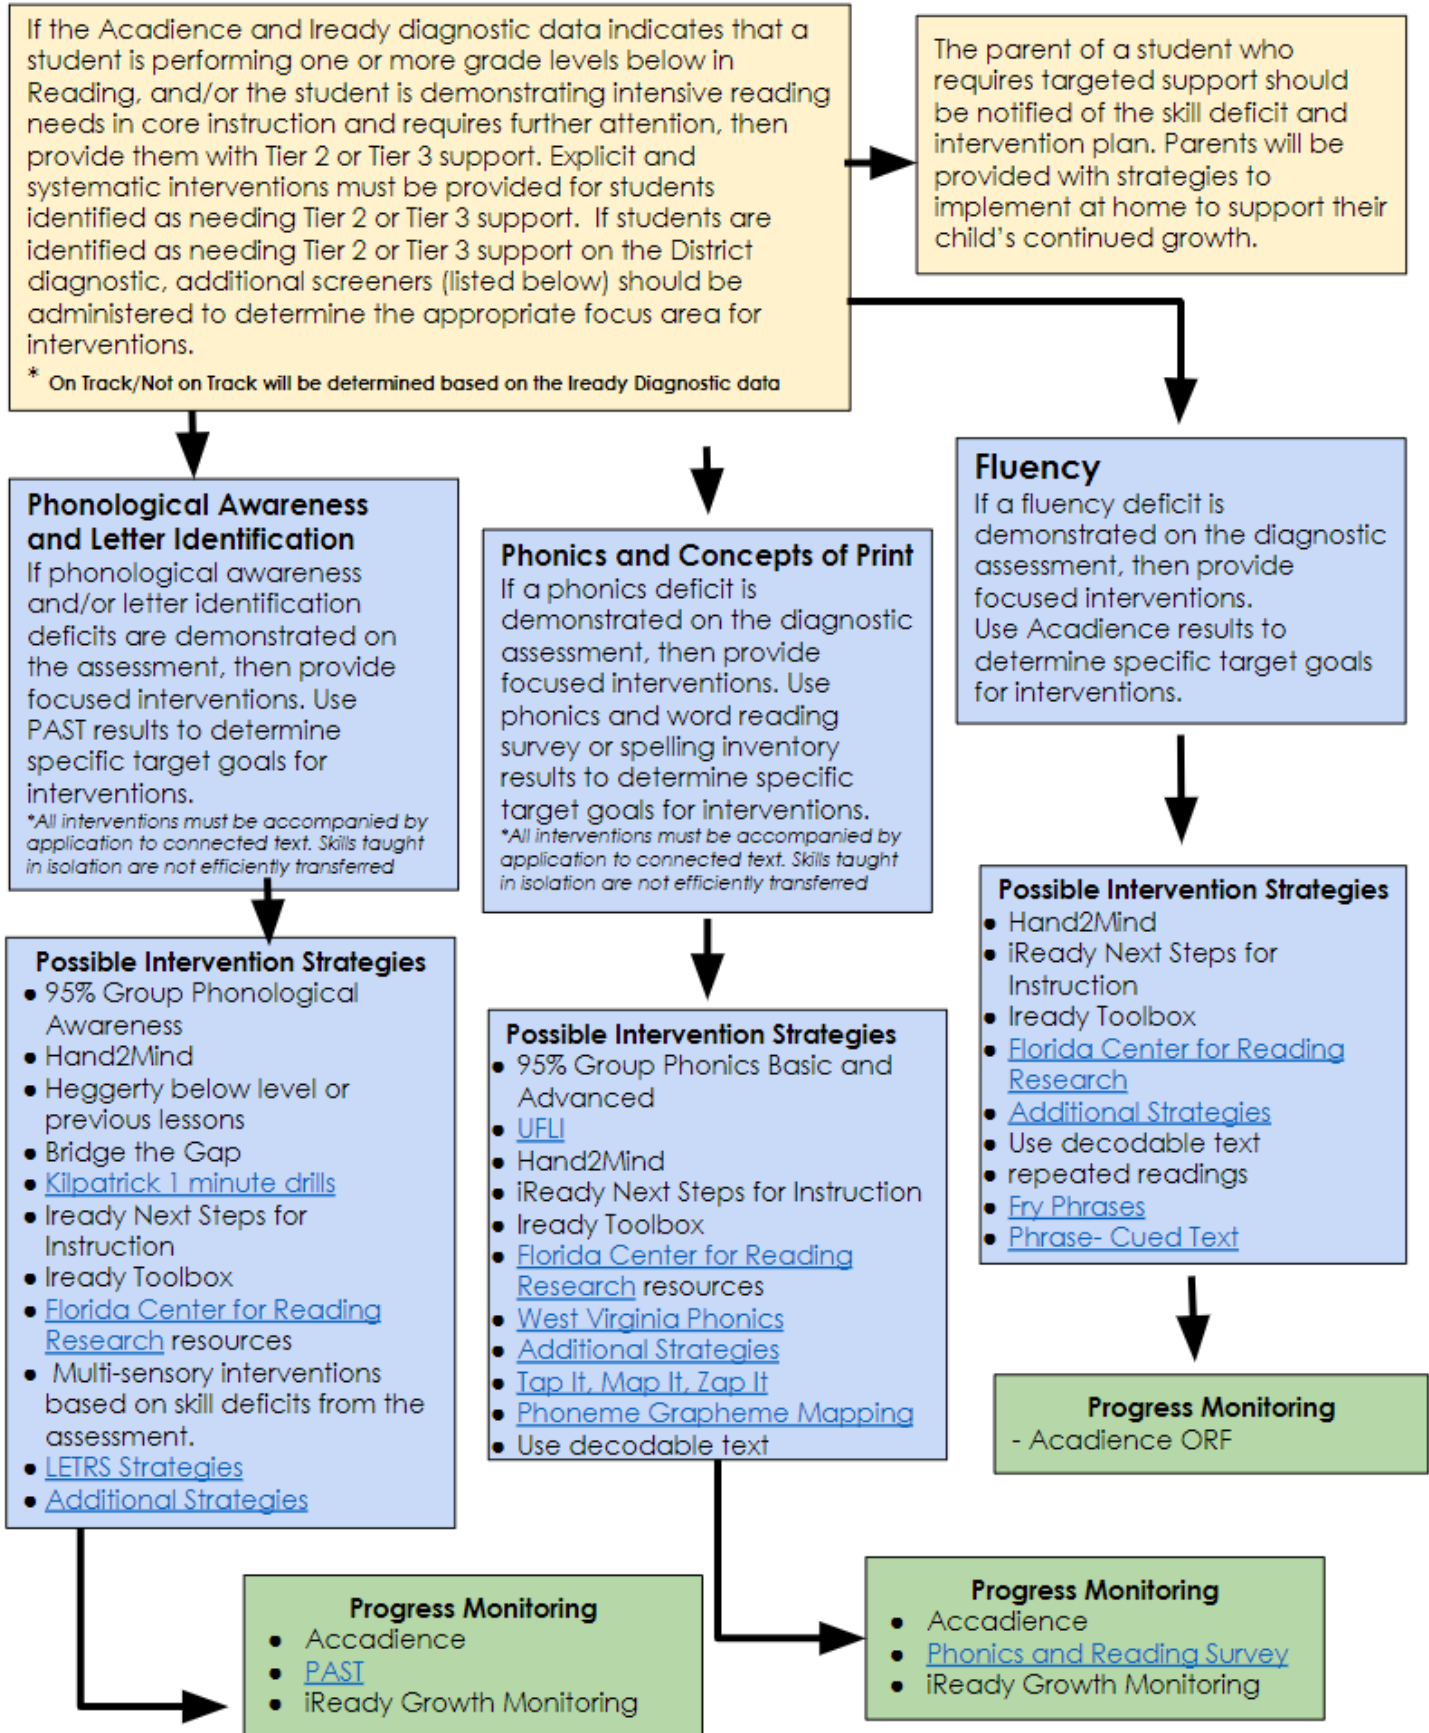 If the Acadience and Iready diagnostic data indicates that a
student is performing one or more grade levels below in
Reading, and/or the student is demonstrating intensive reading
needs in core instruction and requires further attention, then
provide them with Tier 2 or Tier 3 support. Explicit and
systematic interventions must be provided for students
identified as needing Tier 2 or Tier 3 support.  If students are
identified as needing Tier 2 or Tier 3 support on the District
diagnostic, additional screeners (listed below) should be
administered to determine the appropriate focus area for
interventions.
* On Track/Not on Track will be determined based on the Iready Diagnostic data
The parent of a student who
requires targeted support should
be notified of the skill deficit and
intervention plan. Parents will be
provided with strategies to
implement at home to support their
child's continued growth.
Phonological Awareness
and Letter Identification
If phonological awareness
and/or letter identification
deficits are demonstrated on
the assessment, then provide
focused interventions. Use
PAST results to determine
specific target goals for
interventions.
*All interventions must be accompanied by
application to connected text. Skills taught
in isolation are not efficiently transferred
Phonics and Concepts of Print
If a phonics deficit is
demonstrated on the diagnostic
assessment, then provide
focused interventions. Use
phonics and word reading
survey or spelling inventory
results to determine specific
target goals for interventions.
*All interventions must be accompanied by
application to connected text. Skills taught
in isolation are not efficiently transferred
Fluency
If a fluency deficit is
demonstrated on the diagnostic
assessment, then provide
focused interventions.
Use Acadience results to
determine specific target goals
for interventions.
Possible Intervention Strategies
● 95% Group Phonological
Awareness
● Hand2Mind
● Heggerty below level or
previous lessons
● Bridge the Gap
● Kilpatrick 1 minute drills
● Iready Next Steps for
Instruction
● Iready Toolbox
● Florida Center for Reading
Research resources
● Multi-sensory interventions
based on skill deficits from the
assessment.
● LETRS Strategies
● Additional Strategies
Possible Intervention Strategies
● 95% Group Phonics Basic and
Advanced
● UFLI
● Hand2Mind
● iReady Next Steps for Instruction
● Iready Toolbox
● Florida Center for Reading
Research resources
● West Virginia Phonics
● Additional Strategies
● Tap It, Map It, Zap It
● Phoneme Grapheme Mapping
● Use decodable text
Possible Intervention Strategies
● Hand2Mind
● iReady Next Steps for
Instruction
● Iready Toolbox
● Florida Center for Reading
Research
● Additional Strategies
● Use decodable text
● repeated readings
● Fry Phrases
● Phrase- Cued Text
Progress Monitoring
- Acadience ORF
Progress Monitoring
● Accadience
● PAST
● iReady Growth Monitoring
Progress Monitoring
● Accadience
● Phonics and Reading Survey
● iReady Growth Monitoring